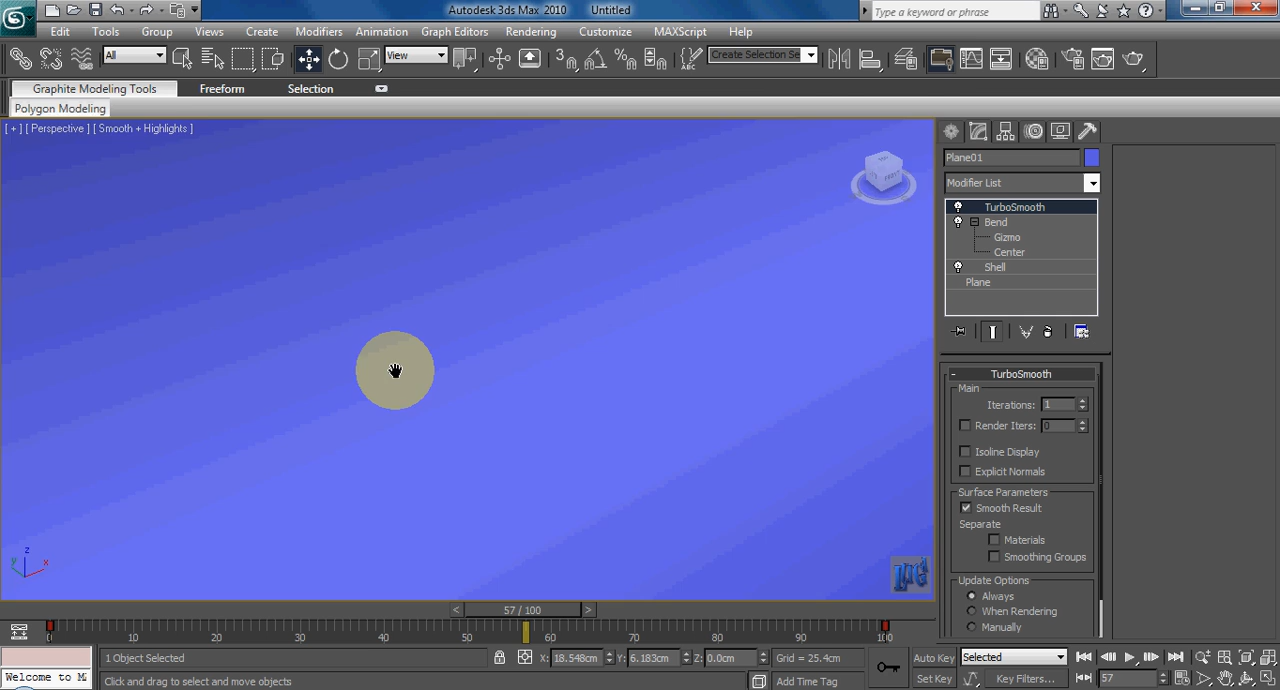 Autodesk 3ds Max 2010 Untitled
Type a keyword or phrase
Edit Tools Group Views Create Modifiers Animation Graph Editors Rendering Customize MAXScript Help
All View 3 Create Selection Se
Graphite Modeling Tools Freeform Selection
Polygon Modeling
[ + ] [ Perspective ] [ Smooth + Highlights ]
Plane01
Modifier List
TurboSmooth
Bend
Gizmo
Center
Shell
Plane
TurboSmooth
Main
Iterations: 1
Render Iters: 0
Isoline Display
Explicit Normals
Surface Parameters
Smooth Result
Separate
Materials
Smoothing Groups
Update Options
Always
When Rendering
Manually
z
y x
< 57 / 100 >
0 10 20 30 40 50 60 70 80 90 100
1 Object Selected X: 18.548cm Y: 6.183cm Z: 0.0cm Grid = 25.4cm Auto Key Selected
Welcome to Ma Click and drag to select and move objects Add Time Tag Set Key Key Filters... 57